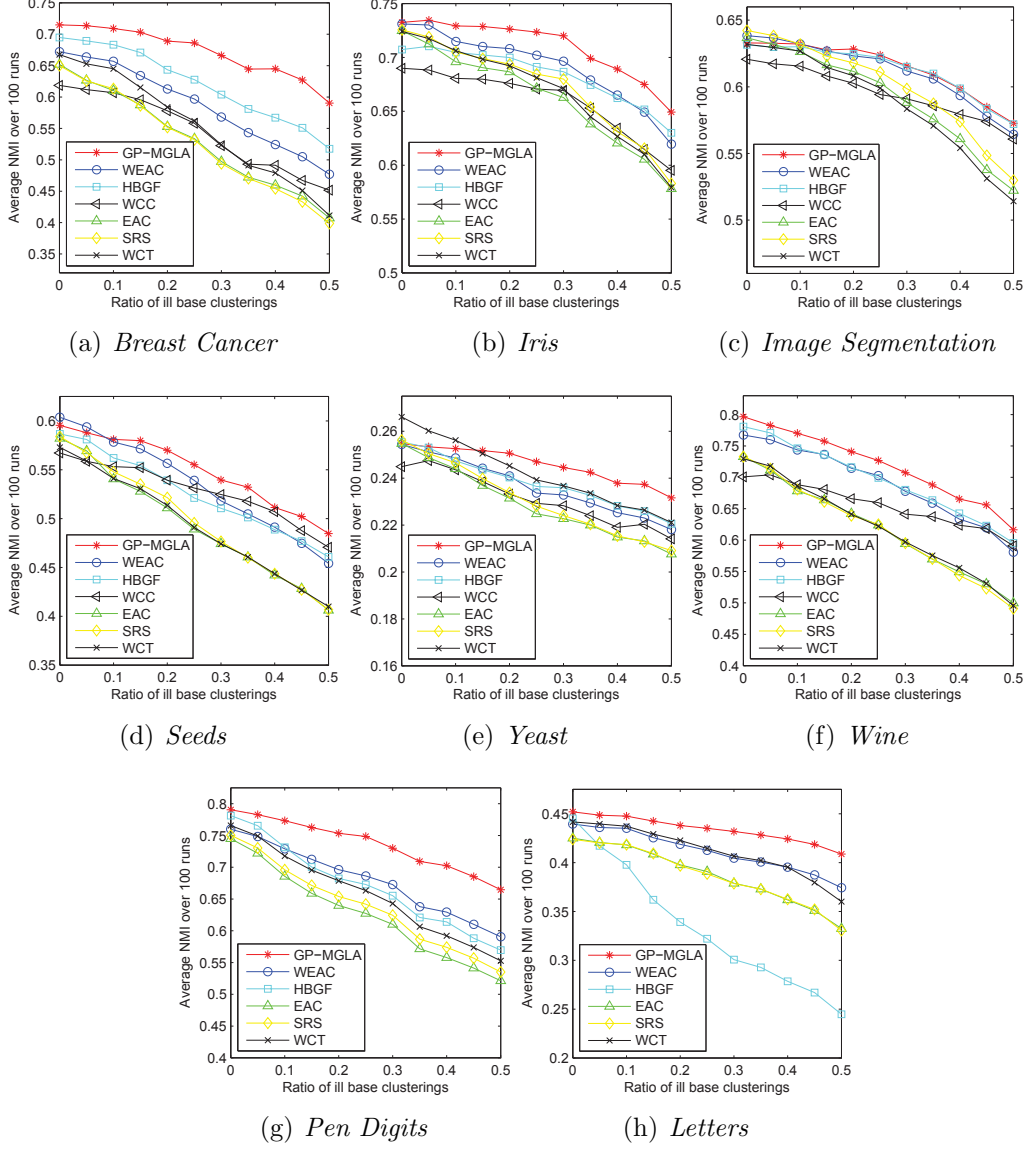 0.75
0.7
0.65
0.6
0.55
0.5
0.45
0.4
0.35
Average NMI over 100 runs
GP−MGLA
WEAC
HBGF
WCC
EAC
SRS
WCT
0 0.1 0.2 0.3 0.4 0.5
Ratio of ill base clusterings
(a) Breast Cancer
0.75
0.7
0.65
0.6
0.55
0.5
Average NMI over 100 runs
GP−MGLA
WEAC
HBGF
WCC
EAC
SRS
WCT
0 0.1 0.2 0.3 0.4 0.5
Ratio of ill base clusterings
(b) Iris
0.65
0.6
0.55
0.5
Average NMI over 100 runs
GP−MGLA
WEAC
HBGF
WCC
EAC
SRS
WCT
0 0.1 0.2 0.3 0.4 0.5
Ratio of ill base clusterings
(c) Image Segmentation
0.6
0.55
0.5
0.45
0.4
0.35
Average NMI over 100 runs
GP−MGLA
WEAC
HBGF
WCC
EAC
SRS
WCT
0 0.1 0.2 0.3 0.4 0.5
Ratio of ill base clusterings
(d) Seeds
0.26
0.24
0.22
0.2
0.18
0.16
Average NMI over 100 runs
GP−MGLA
WEAC
HBGF
WCC
EAC
SRS
WCT
0 0.1 0.2 0.3 0.4 0.5
Ratio of ill base clusterings
(e) Yeast
0.8
0.75
0.7
0.65
0.6
0.55
0.5
0.45
0.4
Average NMI over 100 runs
GP−MGLA
WEAC
HBGF
WCC
EAC
SRS
WCT
0 0.1 0.2 0.3 0.4 0.5
Ratio of ill base clusterings
(f) Wine
0.8
0.75
0.7
0.65
0.6
0.55
0.5
0.45
0.4
Average NMI over 100 runs
GP−MGLA
WEAC
HBGF
EAC
SRS
WCT
0 0.1 0.2 0.3 0.4 0.5
Ratio of ill base clusterings
(g) Pen Digits
0.45
0.4
0.35
0.3
0.25
0.2
Average NMI over 100 runs
GP−MGLA
WEAC
HBGF
EAC
SRS
WCT
0 0.1 0.2 0.3 0.4 0.5
Ratio of ill base clusterings
(h) Letters